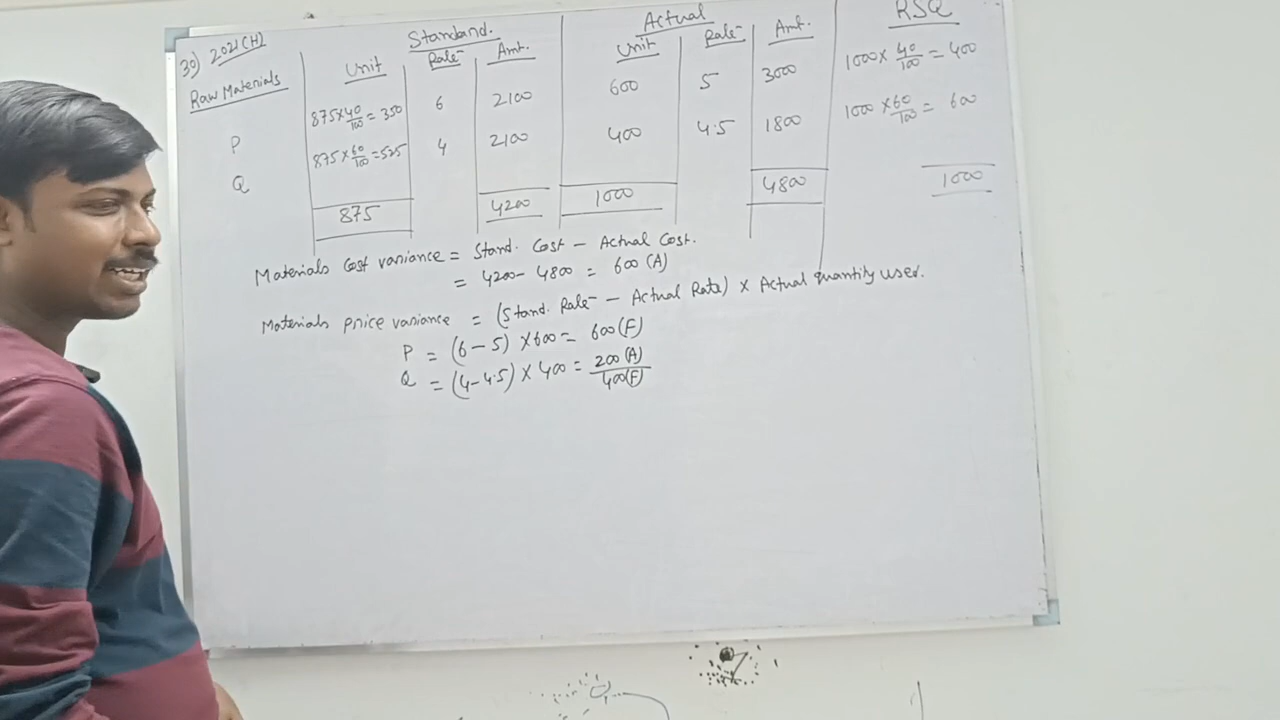 30) 2021(H)
Standard. Actual RSQ
Raw Materials Unit Rate Amt. Unit Rate Amt.
P 875×40/100=350 6 2100 600 5 3000 1000×40/100=400
Q 875×60/100=525 4 2100 400 4.5 1800 1000×60/100=600
875 4200 1000 4800 1000
Materials Cost variance = Stand. Cost – Actual Cost.
= 4200–4800 = 600(A)
Materials price variance = (Stand. Rate – Actual Rate) × Actual quantity used.
P = (6–5)×600= 600(F)
Q = (4–4.5)×400 = 200(A)
400(F)